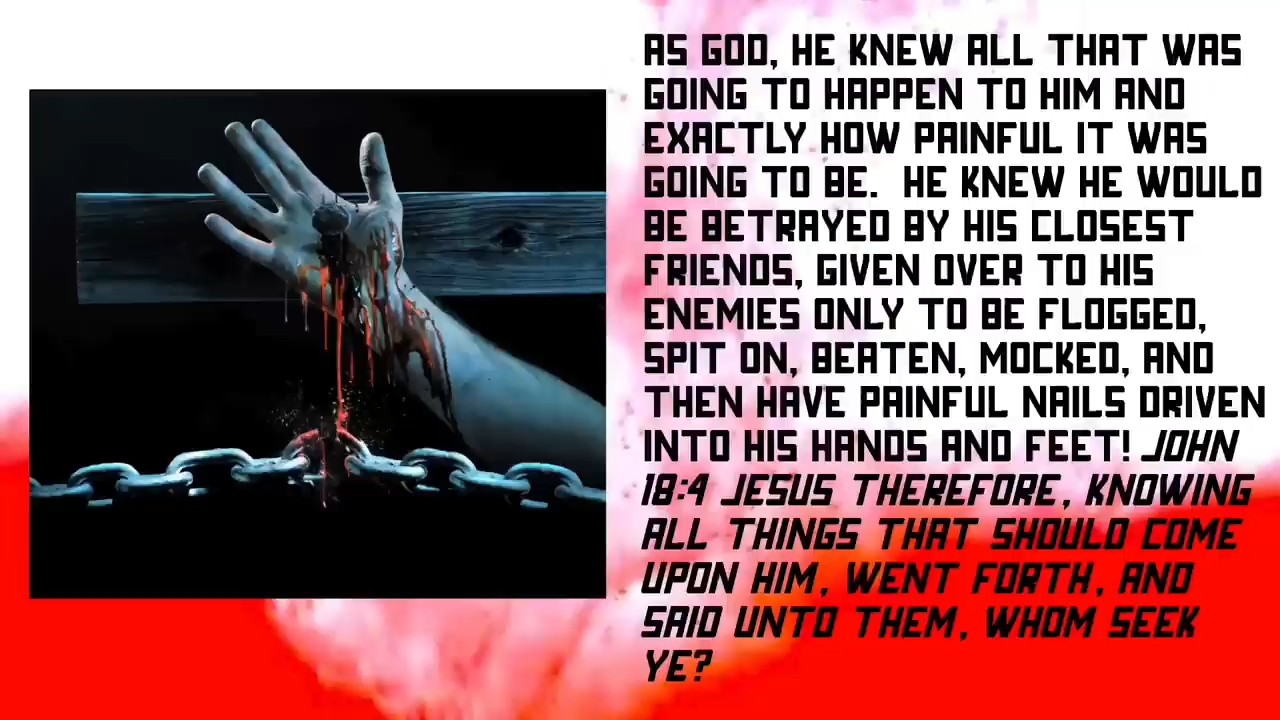 AS GOD, HE KNEW ALL THAT WAS
GOING TO HAPPEN TO HIM AND
EXACTLY HOW PAINFUL IT WAS
GOING TO BE.  HE KNEW HE WOULD
BE BETRAYED BY HIS CLOSEST
FRIENDS, GIVEN OVER TO HIS
ENEMIES ONLY TO BE FLOGGED,
SPIT ON, BEATEN, MOCKED, AND
THEN HAVE PAINFUL NAILS DRIVEN
INTO HIS HANDS AND FEET! JOHN
18:4 JESUS THEREFORE, KNOWING
ALL THINGS THAT SHOULD COME
UPON HIM, WENT FORTH, AND
SAID UNTO THEM, WHOM SEEK
YE?